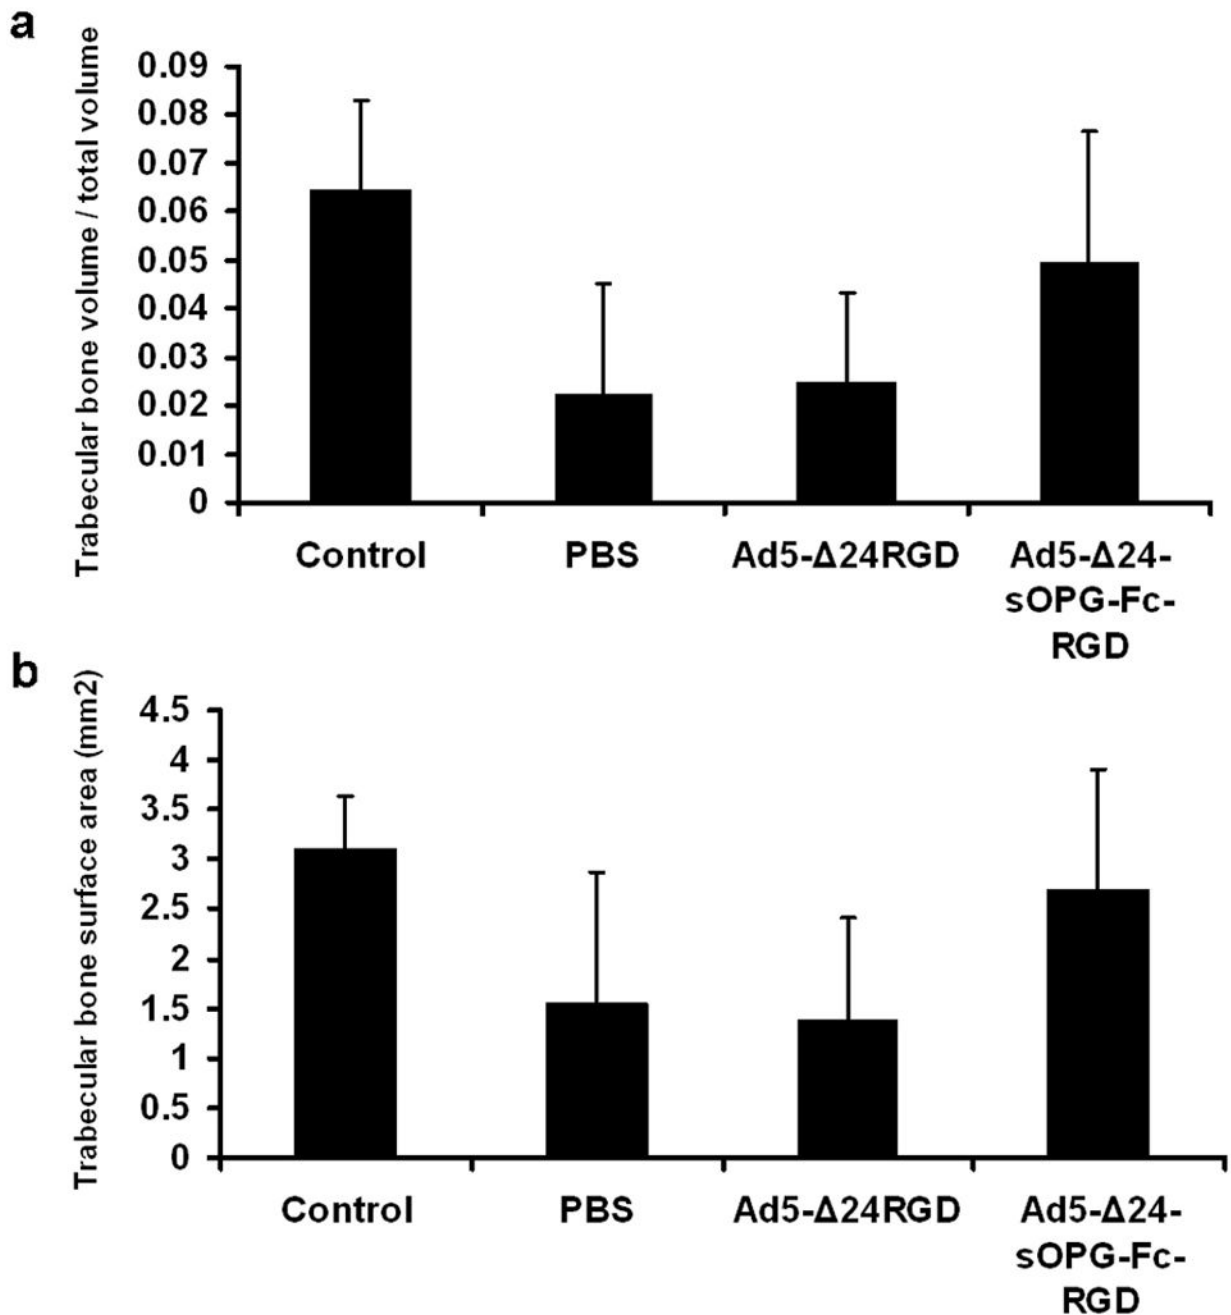 a
Trabecular bone volume / total volume
0.09
0.08
0.07
0.06
0.05
0.04
0.03
0.02
0.01
0
Control
PBS
Ad5-Δ24RGD
Ad5-Δ24-
sOPG-Fc-
RGD
b
Trabecular bone surface area (mm2)
4.5
4
3.5
3
2.5
2
1.5
1
0.5
0
Control
PBS
Ad5-Δ24RGD
Ad5-Δ24-
sOPG-Fc-
RGD